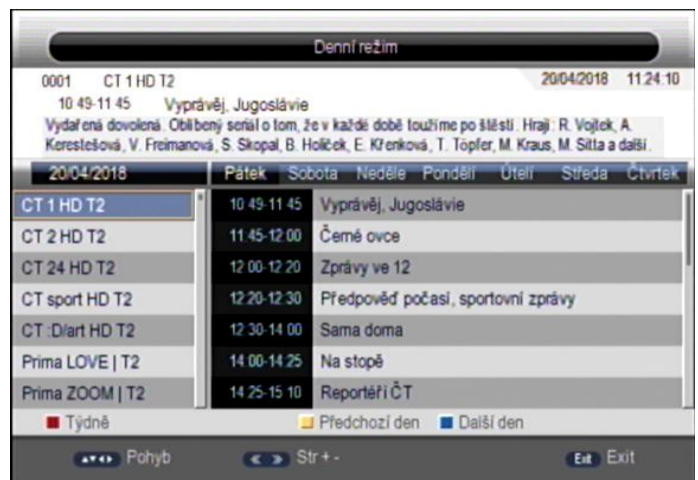 Denní režim
0001 CT 1 HD T2 20/04/2018 11:24:10
10 49-11 45 Vyprávěj, Jugoslávie
Vydařená dovolená. Oblíbený seriál o tom, že v každé době toužíme po štěstí. Hrají: R. Vojtek, A.
Kerestešová, V. Freimanová, S. Skopal, B. Holiček, E. Křenková, T. Töpfer, M. Kraus, M. Sitta a další.
20/04/2018 Pátek Sobota Neděle Pondělí Úteli Středa Čtvrtek
CT 1 HD T2 10 49-11 45 Vyprávěj, Jugoslávie
CT 2 HD T2 11 45-12 00 Černé ovce
CT 24 HD T2 12 00-12 20 Zprávy ve 12
CT sport HD T2 12 20-12 30 Předpověď počasí, sportovní zprávy
CT :D/art HD T2 12 30-14 00 Sama doma
Prima LOVE | T2 14 00-14 25 Na stopě
Prima ZOOM | T2 14 25-15 10 Reportéři ČT
Týdně Předchozí den Další den
Pohyb Str + - Exit Exit